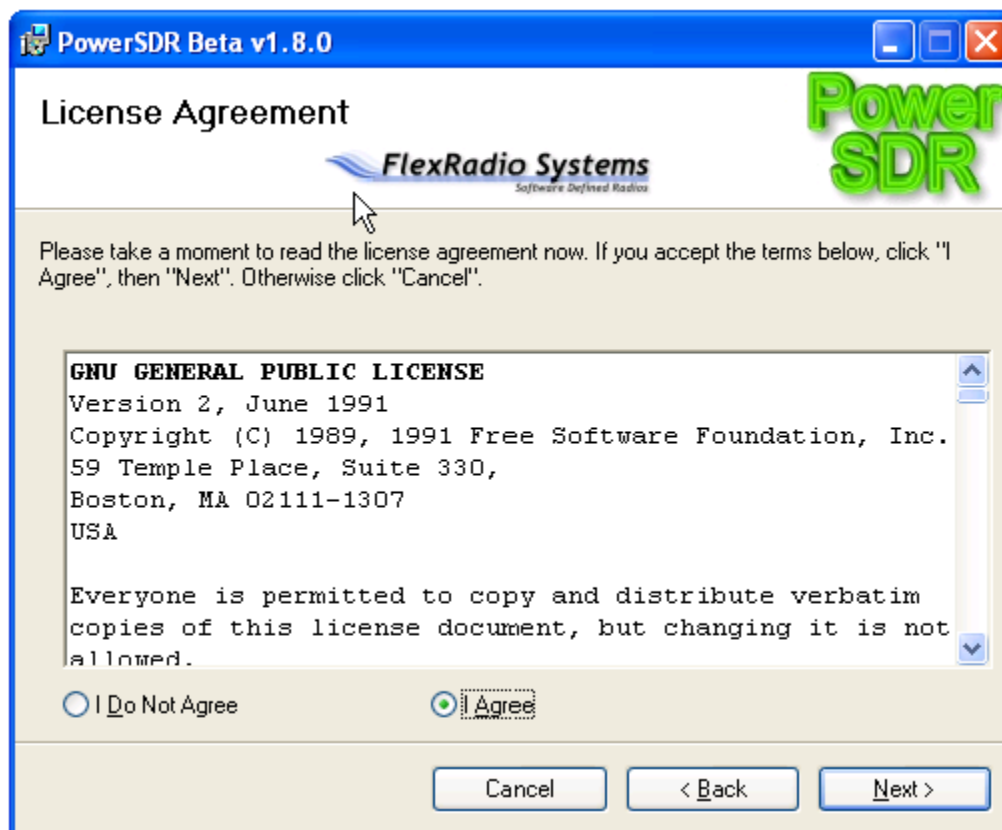 PowerSDR Beta v1.8.0
License Agreement
Power
SDR
FlexRadio Systems
Software Defined Radios
Please take a moment to read the license agreement now. If you accept the terms below, click "I
Agree", then "Next". Otherwise click "Cancel".
GNU GENERAL PUBLIC LICENSE
Version 2, June 1991
Copyright (C) 1989, 1991 Free Software Foundation, Inc.
59 Temple Place, Suite 330,
Boston, MA 02111-1307
USA
Everyone is permitted to copy and distribute verbatim
copies of this license document, but changing it is not
allowed.
I Do Not Agree
I Agree
Cancel
< Back
Next >